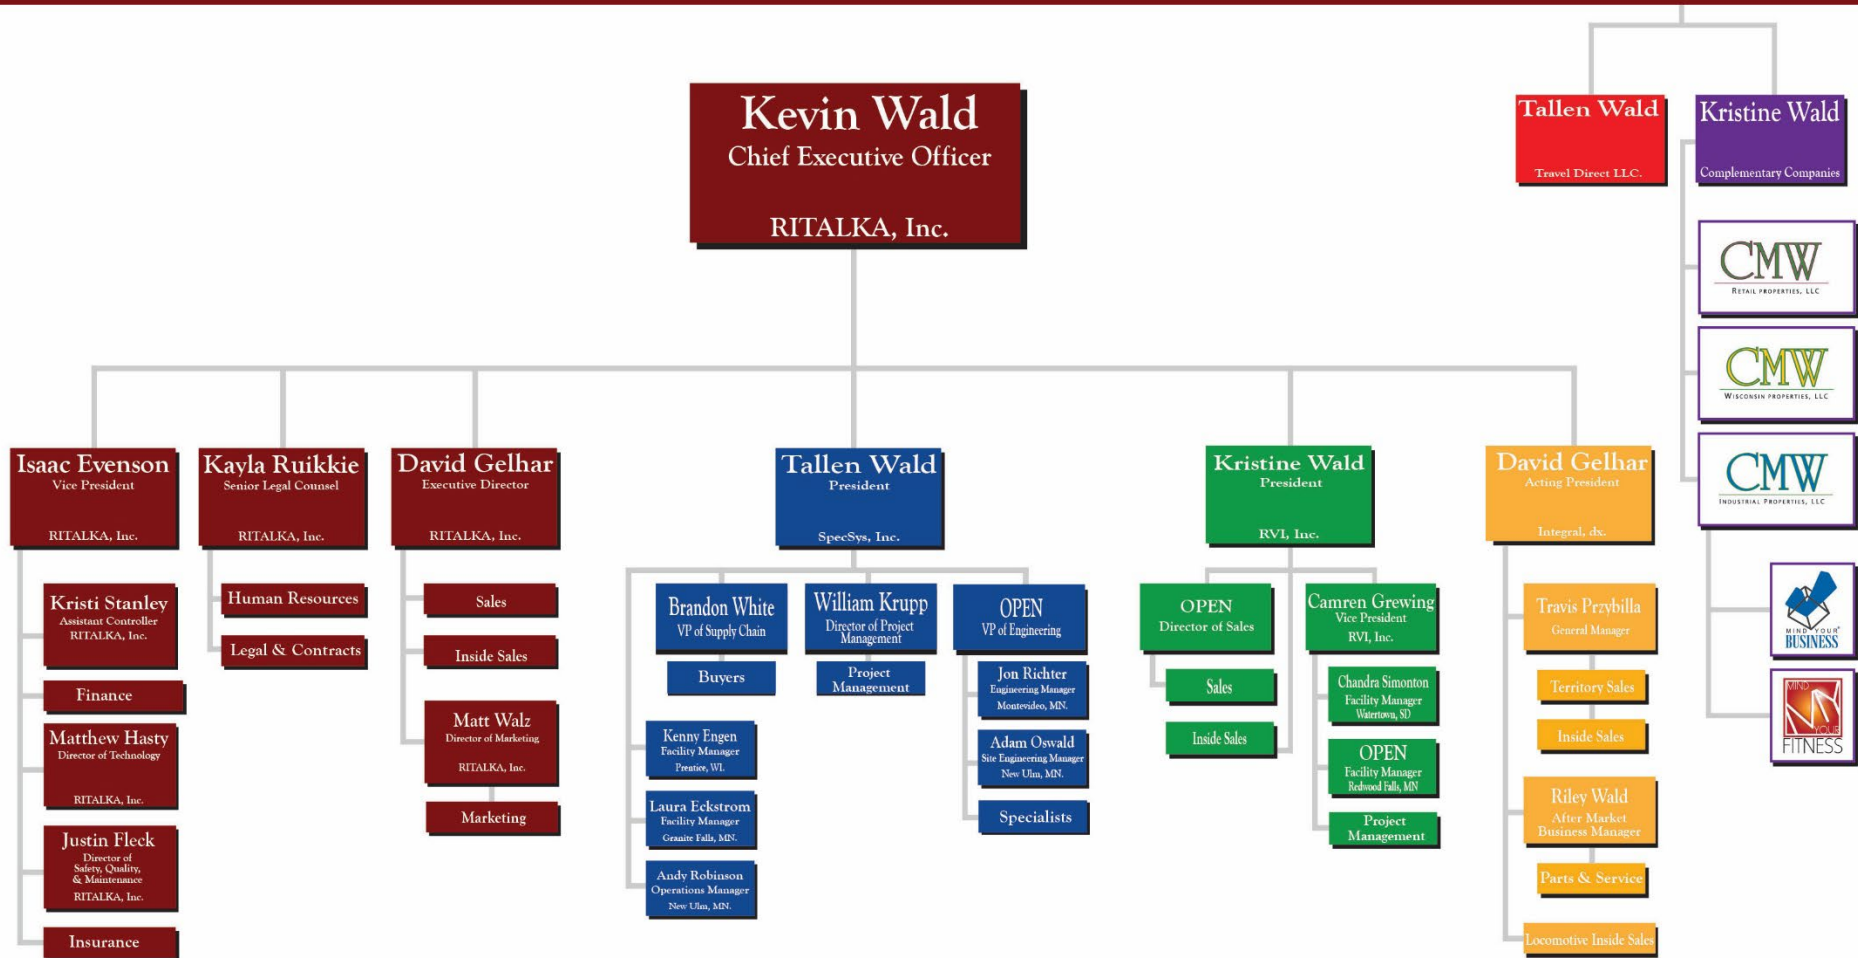 Kevin Wald
Chief Executive Officer
RITALKA, Inc.
Tallen Wald
Travel Direct LLC.
Kristine Wald
Complementary Companies
CMW
RETAIL PROPERTIES, LLC
CMW
WISCONSIN PROPERTIES, LLC
CMW
INDUSTRIAL PROPERTIES, LLC
MIND YOUR
BUSINESS
MIND
MY
YOUR
FITNESS
Isaac Evenson
Vice President
RITALKA, Inc.
Kristi Stanley
Assistant Controller
RITALKA, Inc.
Finance
Matthew Hasty
Director of Technology
RITALKA, Inc.
Justin Fleck
Director of
Safety, Quality,
& Maintenance
RITALKA, Inc.
Insurance
Kayla Ruikkie
Senior Legal Counsel
RITALKA, Inc.
Human Resources
Legal & Contracts
David Gelhar
Executive Director
RITALKA, Inc.
Sales
Inside Sales
Matt Walz
Director of Marketing
RITALKA, Inc.
Marketing
Tallen Wald
President
SpecSys, Inc.
Brandon White
VP of Supply Chain
Buyers
William Krupp
Director of Project
Management
Project
Management
OPEN
VP of Engineering
Jon Richter
Engineering Manager
Montevideo, MN.
Adam Oswald
Site Engineering Manager
New Ulm, MN.
Specialists
Kenny Engen
Facility Manager
Prentice, WI.
Laura Eckstrom
Facility Manager
Granite Falls, MN.
Andy Robinson
Operations Manager
New Ulm, MN.
Kristine Wald
President
RVI, Inc.
OPEN
Director of Sales
Sales
Inside Sales
Camren Grewing
Vice President
RVI, Inc.
Chandra Simonton
Facility Manager
Watertown, SD
OPEN
Facility Manager
Redwood Falls, MN
Project
Management
David Gelhar
Acting President
Integral, dx.
Travis Przybilla
General Manager
Territory Sales
Inside Sales
Riley Wald
After Market
Business Manager
Parts & Service
Locomotive Inside Sales